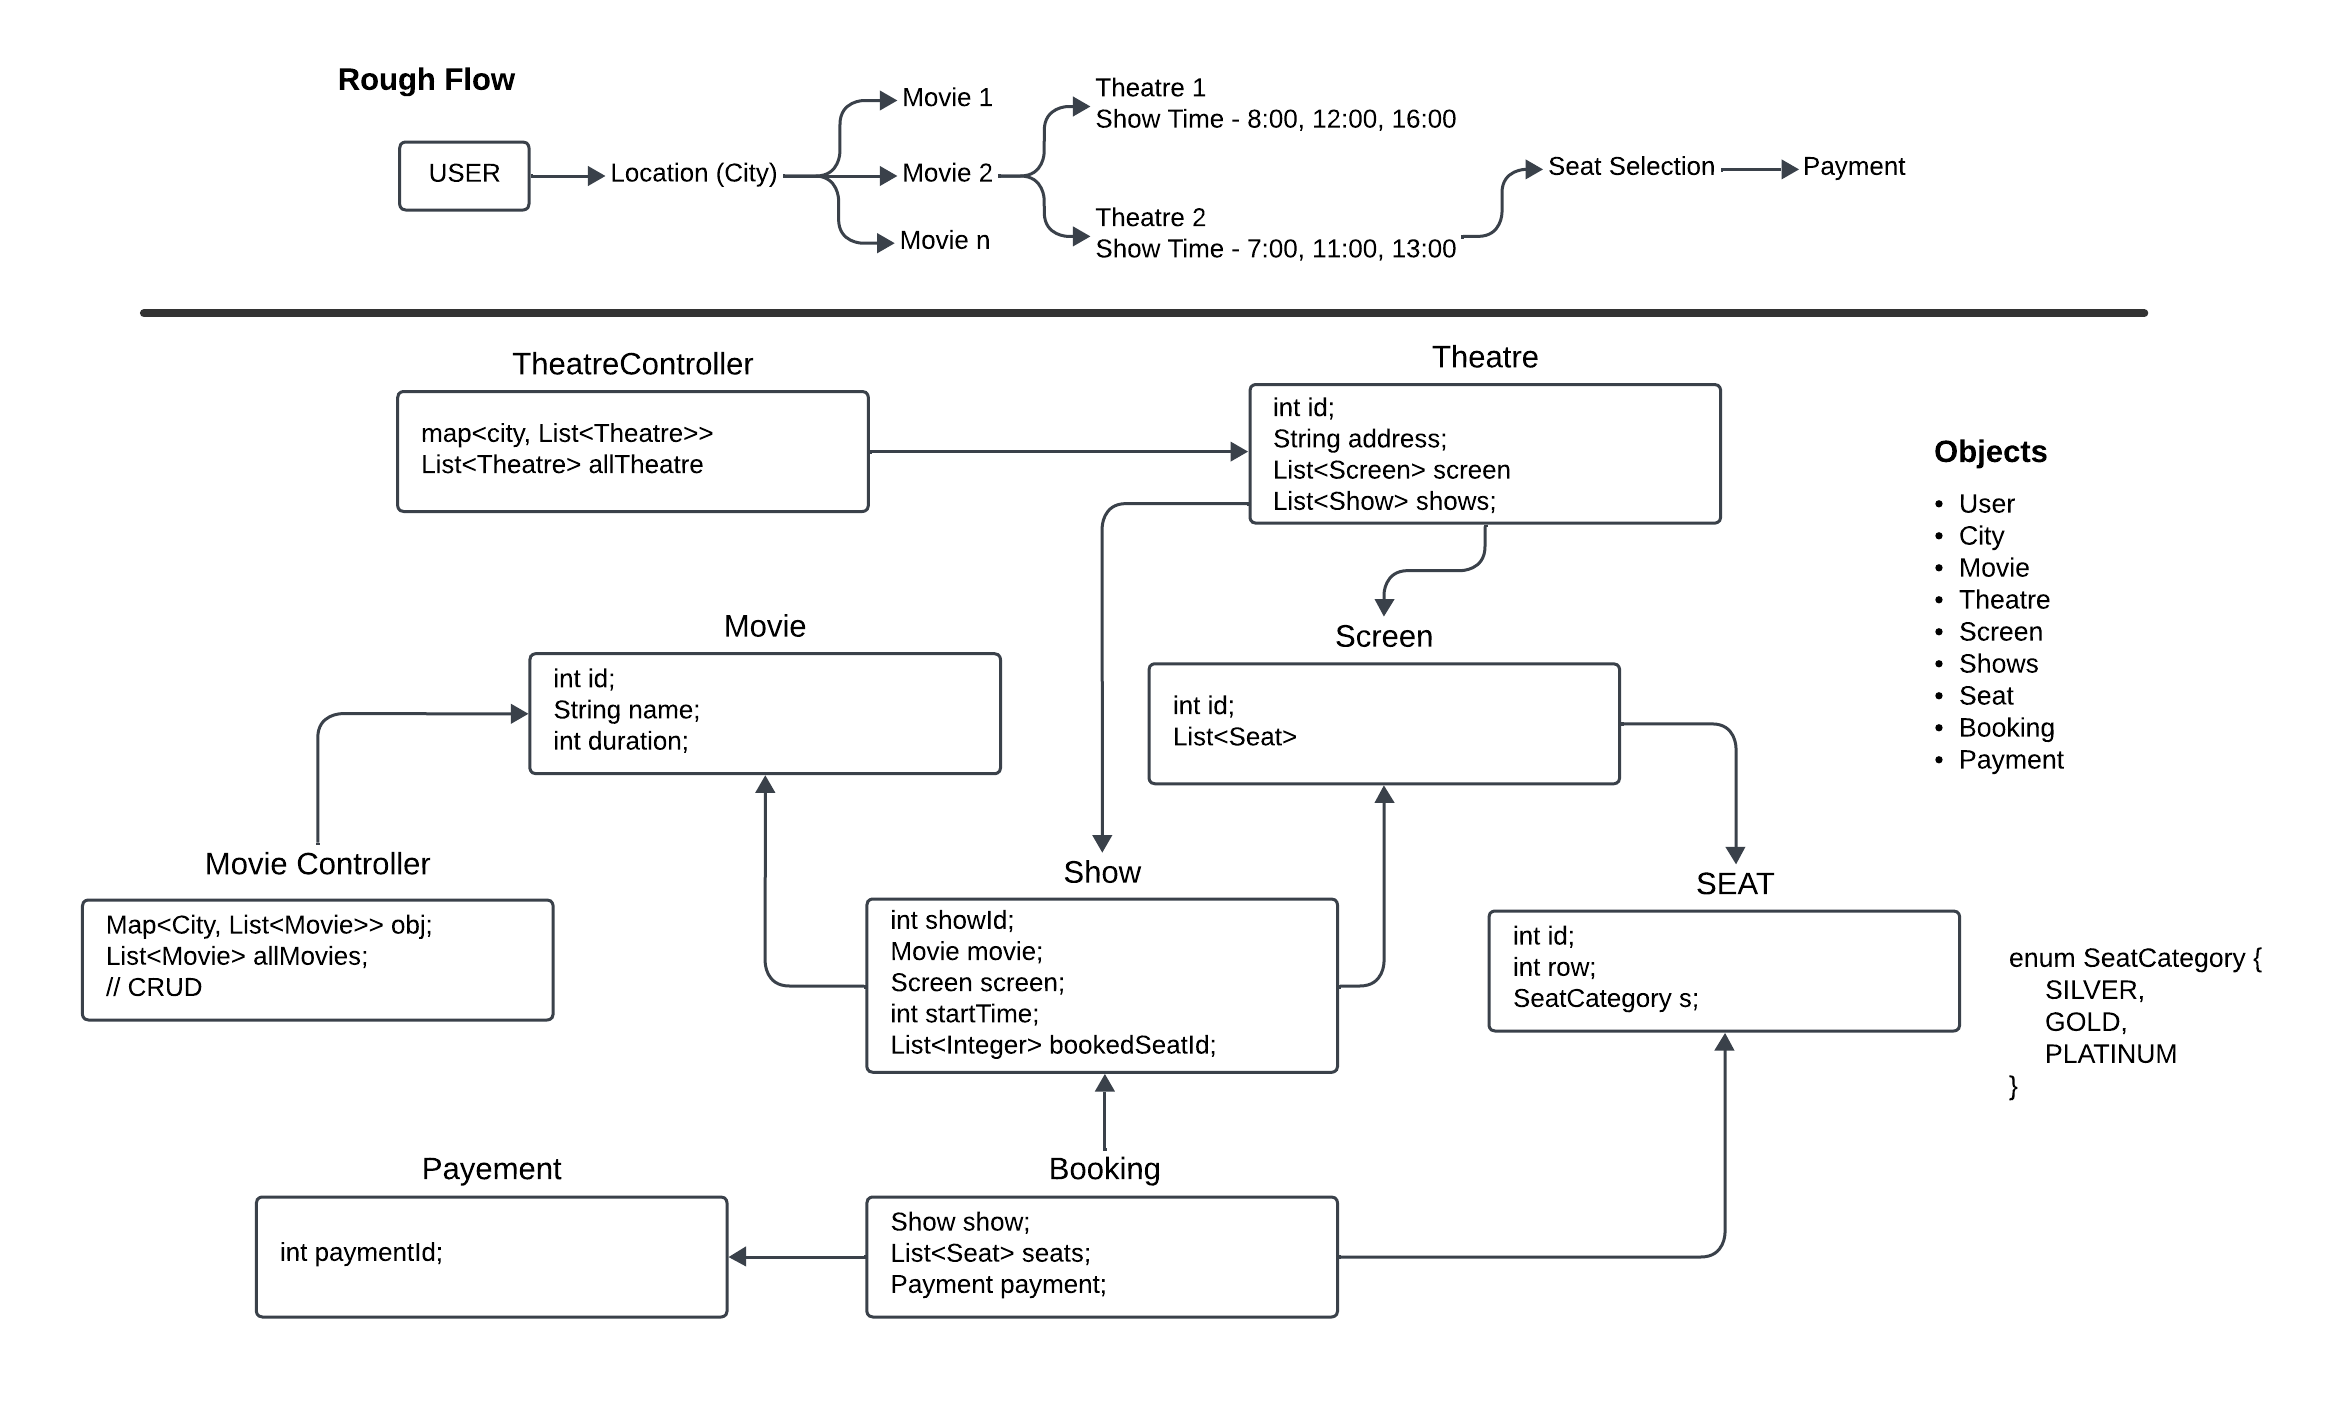 Rough Flow
USER
Location (City)
Movie 1
Movie 2
Movie n
Theatre 1
Show Time - 8:00, 12:00, 16:00
Theatre 2
Show Time - 7:00, 11:00, 13:00
Seat Selection
Payment
TheatreController
map<city, List<Theatre>>
List<Theatre> allTheatre
Theatre
int id;
String address;
List<Screen> screen
List<Show> shows;
Objects
• User
• City
• Movie
• Theatre
• Screen
• Shows
• Seat
• Booking
• Payment
Movie
int id;
String name;
int duration;
Screen
int id;
List<Seat>
Movie Controller
Map<City, List<Movie>> obj;
List<Movie> allMovies;
// CRUD
Show
int showId;
Movie movie;
Screen screen;
int startTime;
List<Integer> bookedSeatId;
SEAT
int id;
int row;
SeatCategory s;
enum SeatCategory {
SILVER,
GOLD,
PLATINUM
}
Payement
int paymentId;
Booking
Show show;
List<Seat> seats;
Payment payment;